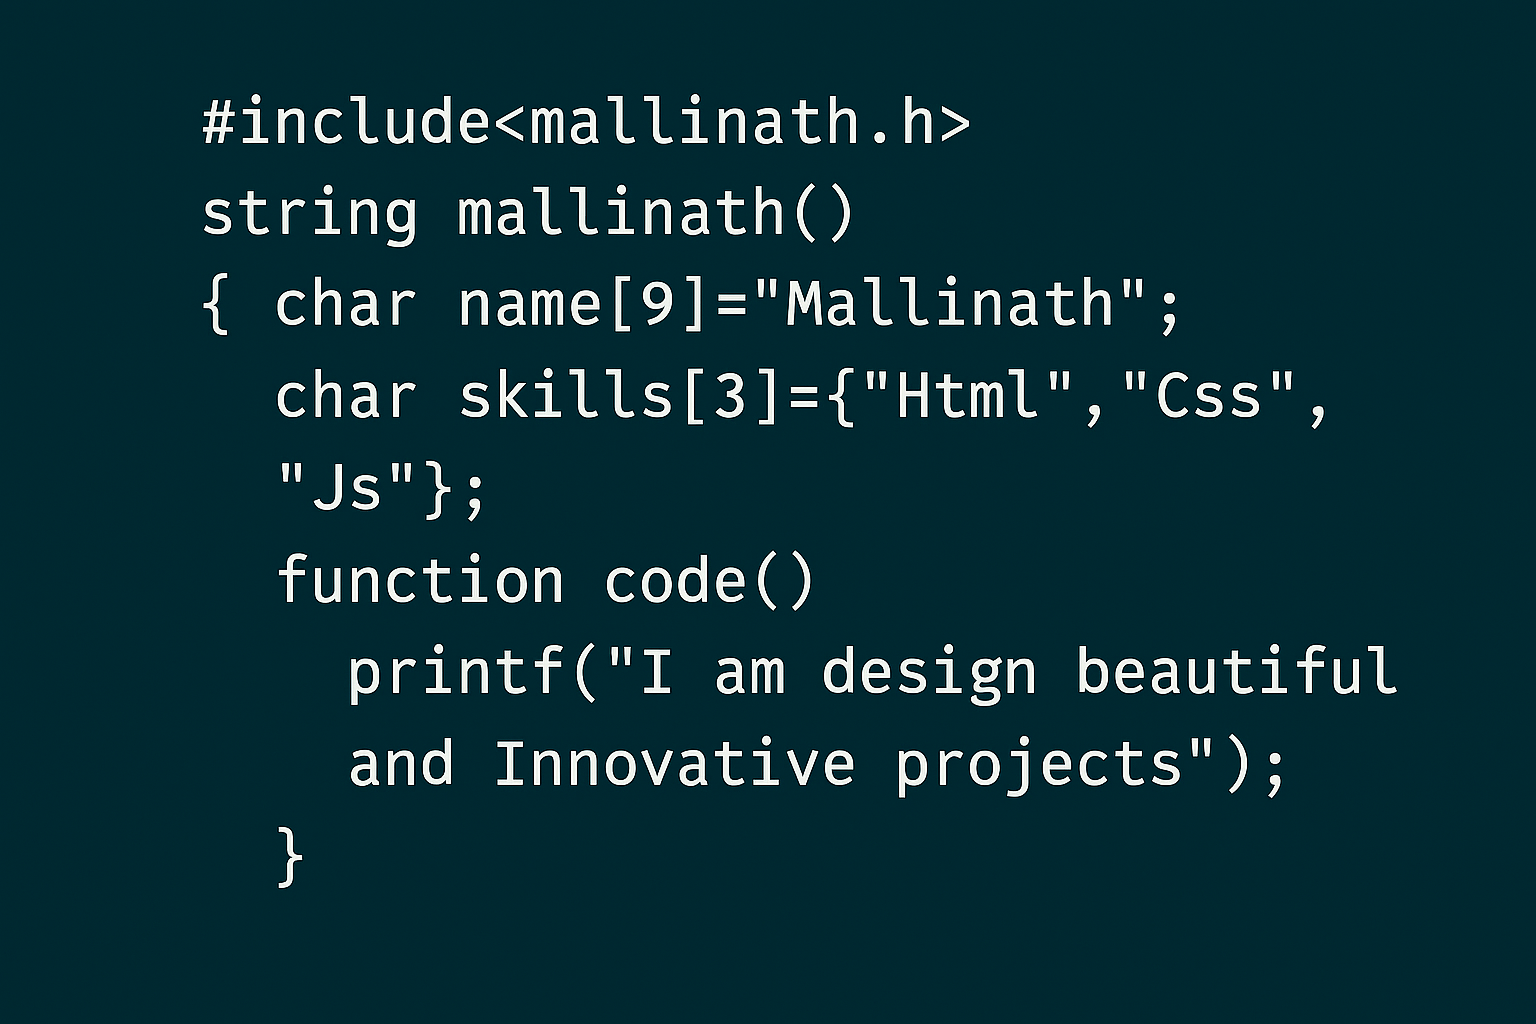 #include<mallinath.h>
string mallinath()
{ char name[9]="Mallinath";
char skills[3]={"Html","Css",
"Js"};
function code()
printf("I am design beautiful
and Innovative projects");
}